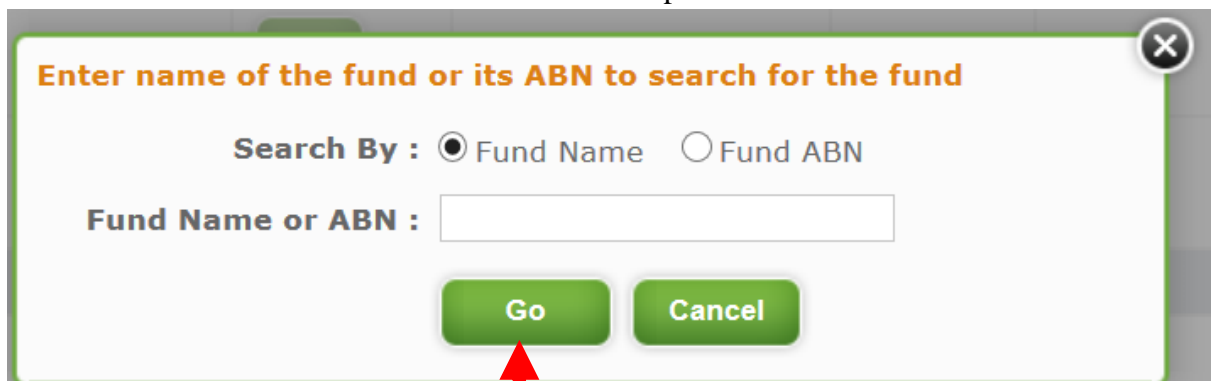 Enter name of the fund or its ABN to search for the fund
Search By : Fund Name Fund ABN
Fund Name or ABN :
Go Cancel